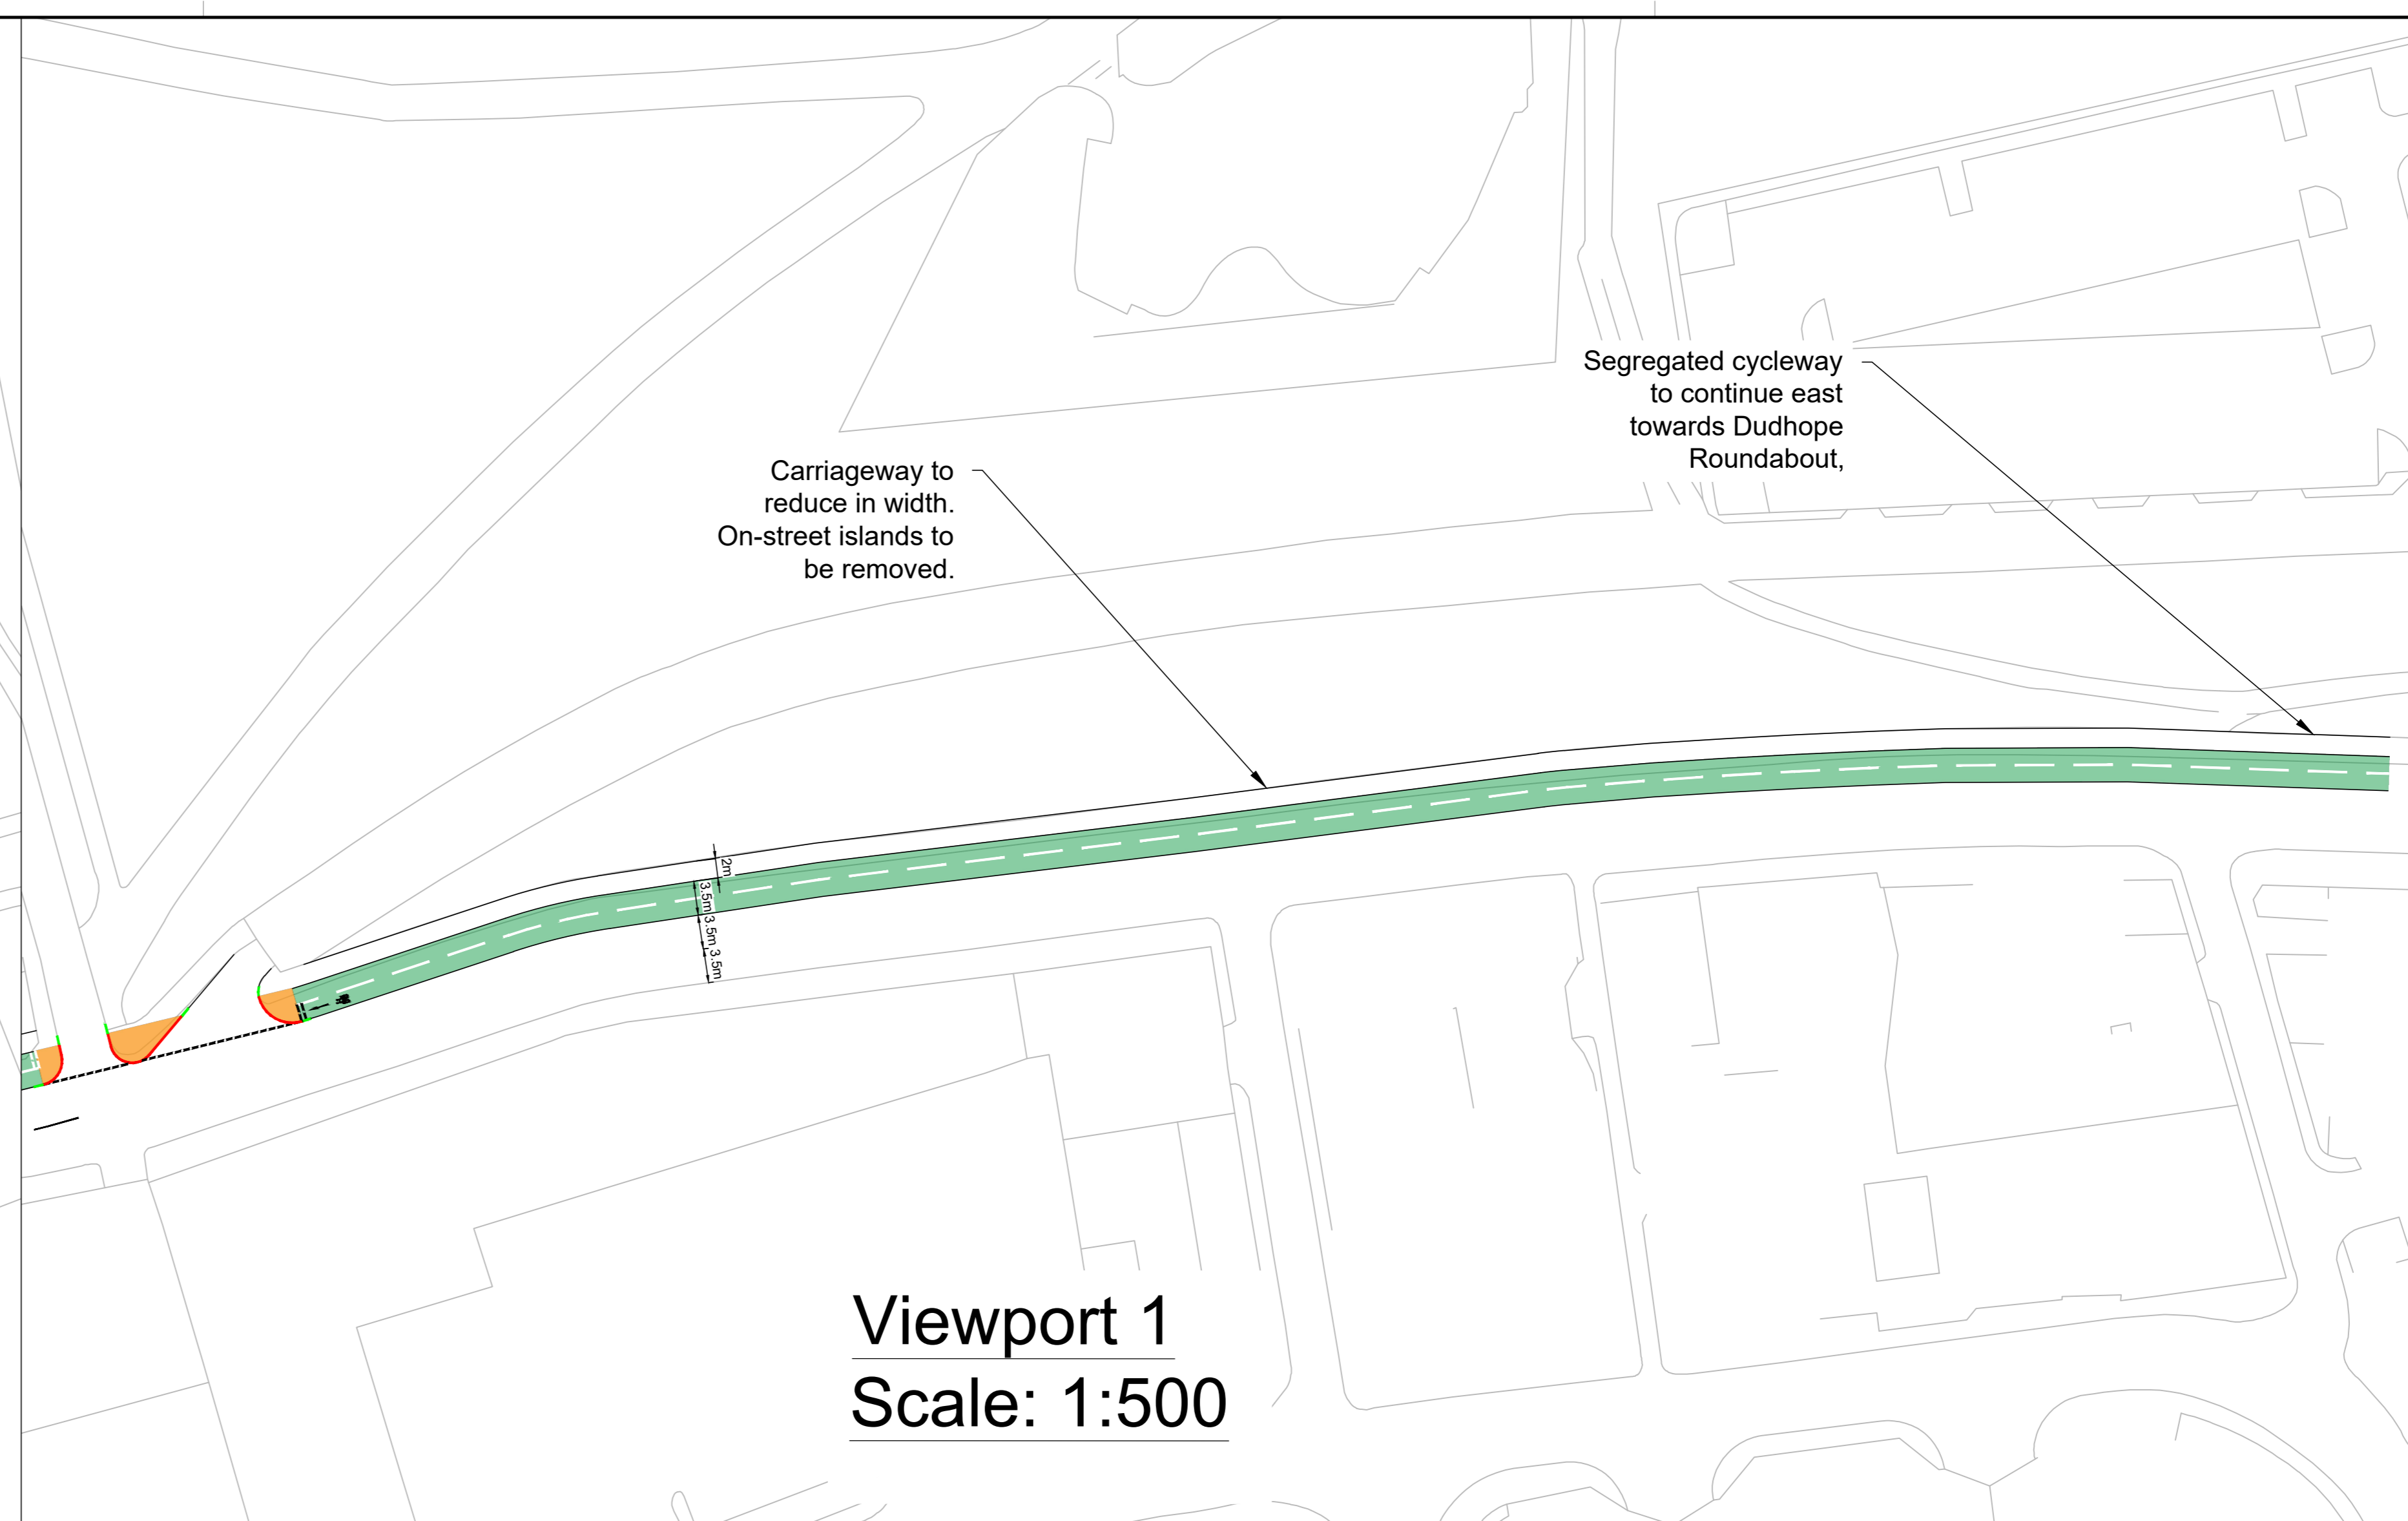 Segregated cycleway
to continue east
towards Dudhope
Roundabout,
Carriageway to
reduce in width.
On-street islands to
be removed.
2m
3.5m
3.5m
3.5m
Viewport 1
Scale: 1:500